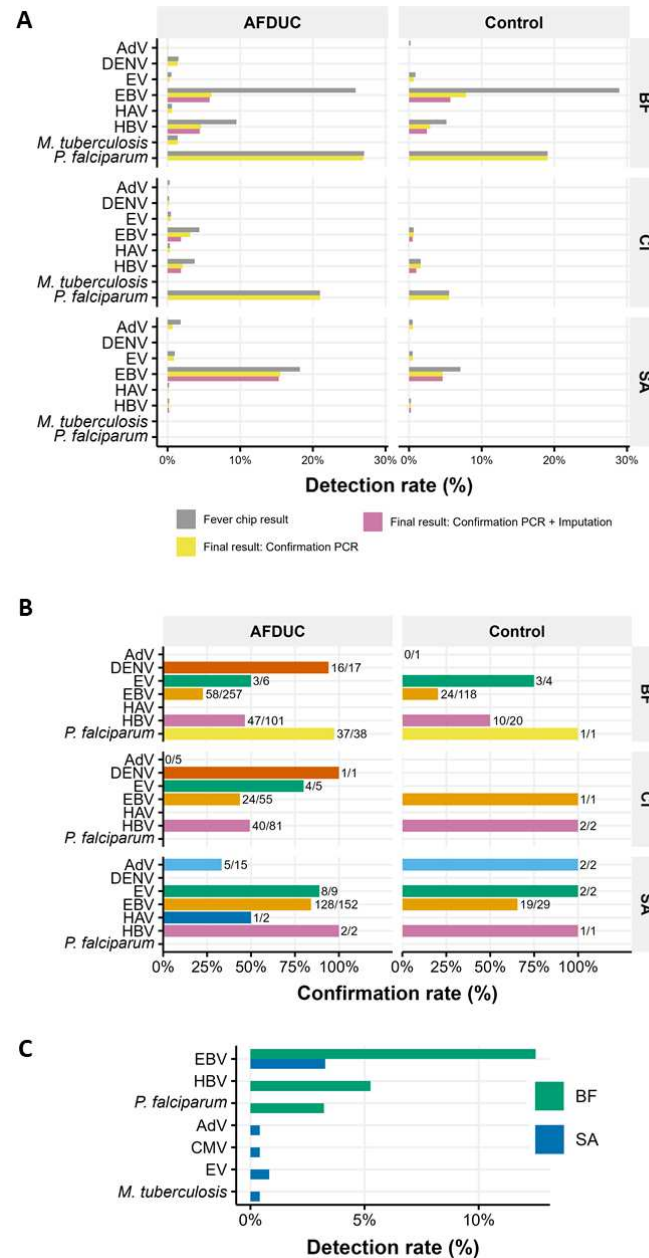 A
AFDUC Control
AdV
DENV
EV
EBV
HAV
HBV
M. tuberculosis
P. falciparum
BF
AdV
DENV
EV
EBV
HAV
HBV
M. tuberculosis
P. falciparum
CI
AdV
DENV
EV
EBV
HAV
HBV
M. tuberculosis
P. falciparum
SA
0% 10% 20% 30% 0% 10% 20% 30%
Detection rate (%)
Fever chip result
Final result: Confirmation PCR + Imputation
Final result: Confirmation PCR
B
AFDUC Control
AdV 0/1
DENV 16/17
EV 3/6 3/4
EBV 58/257 24/118
HAV
HBV 47/101 10/20
P. falciparum 37/38 1/1
BF
AdV 0/5
DENV 1/1
EV 4/5
EBV 24/55 1/1
HAV
HBV 40/81 2/2
P. falciparum
CI
AdV 5/15 2/2
DENV
EV 8/9 2/2
EBV 128/152 19/29
HAV 1/2
HBV 2/2 1/1
P. falciparum
SA
0% 25% 50% 75% 100% 0% 25% 50% 75% 100%
Confirmation rate (%)
C
EBV
HBV
P. falciparum
AdV
CMV
EV
M. tuberculosis
BF
SA
0% 5% 10%
Detection rate (%)